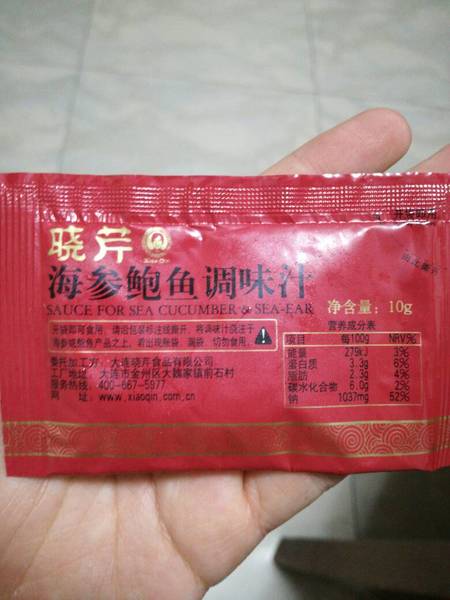 晓芹
海参鲍鱼调味汁
SAUCE FOR SEA CUCUMBER & SEA-EAR
净含量：10g
开袋即可食用，请沿包装标注线撕开，将调味汁浇注于
海参或鲍鱼产品之上，若出现胀袋、漏袋，切勿食用。
委托加工方：大连晓芹食品有限公司
工厂地址：大连市金州区大魏家镇前石村
服务热线：400-667-5977
网 址：www.xiaoqin.com.cn
营养成分表
项目 每100g NRV%
能量 279kJ 3%
蛋白质 3.3g 6%
脂肪 2.3g 4%
碳水化合物 6.0g 2%
钠 1037mg 52%